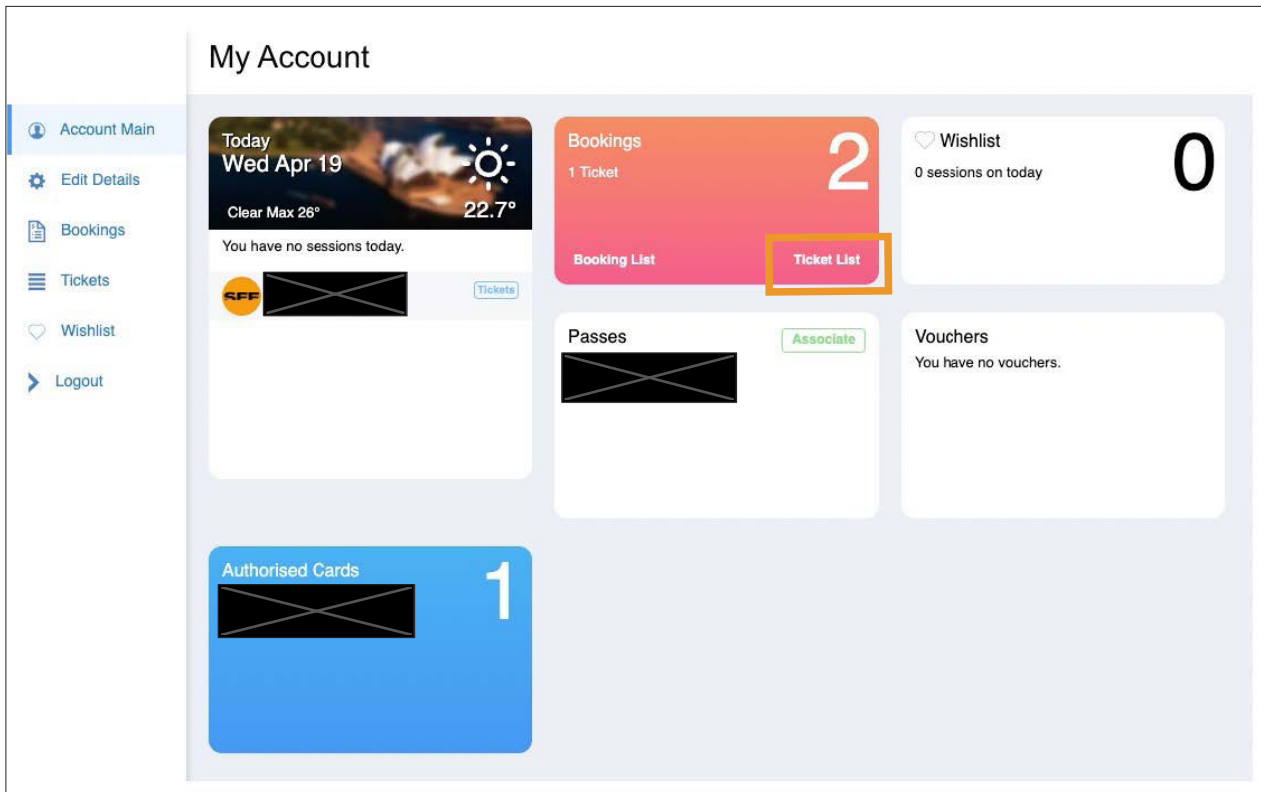 My Account
Account Main
Edit Details
Bookings
Tickets
Wishlist
Logout
Today
Wed Apr 19
Clear Max 26°
22.7°
You have no sessions today.
SFF
Tickets
Bookings
2
1 Ticket
Booking List
Ticket List
Wishlist
0
0 sessions on today
Passes
Associate
Vouchers
You have no vouchers.
Authorised Cards
1